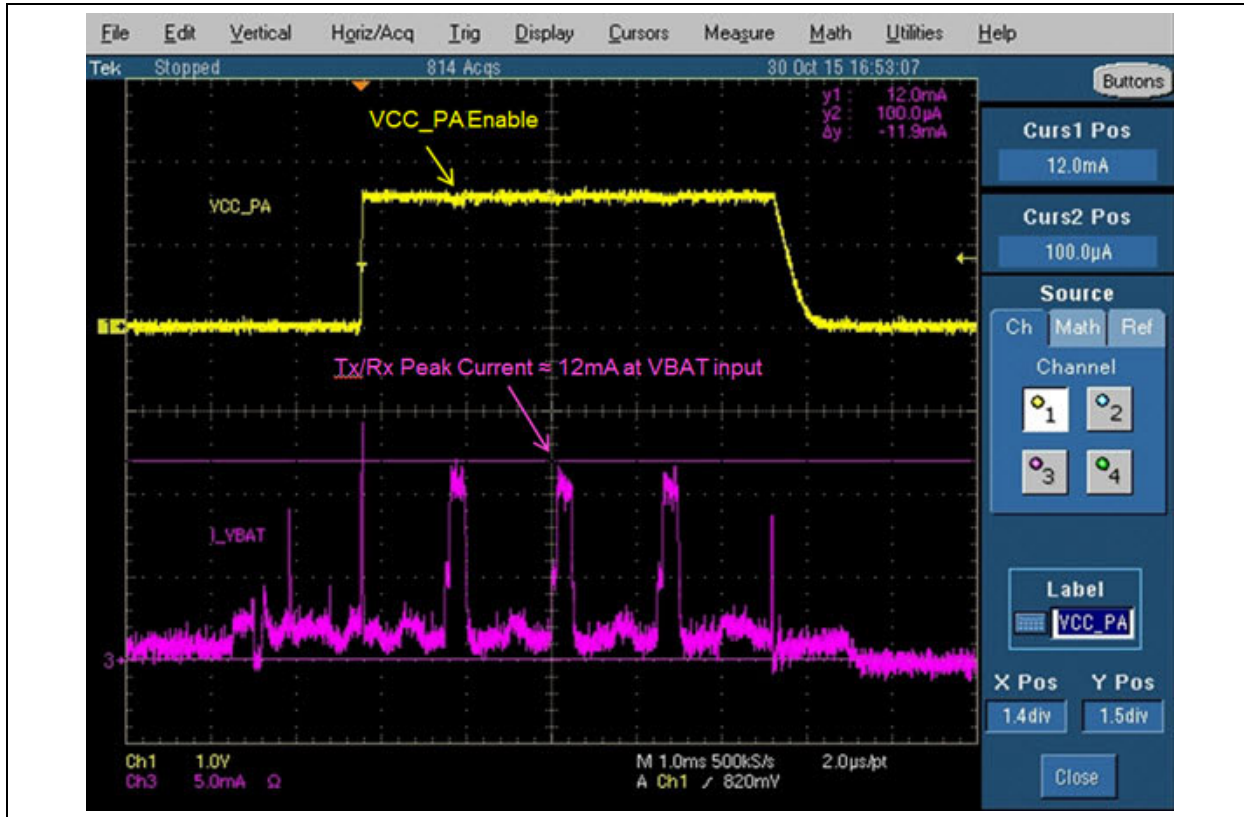 File Edit Vertical Horiz/Acq Trig Display Cursors Measure Math Utilities Help
Tek Stopped 814 Acqs 30 Oct 15 16:53:07
Buttons
y1 : 12.0mA
y2 : 100.0µA
Δy : -11.9mA
VCC_PA Enable
Curs1 Pos
12.0mA
VCC_PA
Curs2 Pos
100.0µA
Source
Ch Math Ref
1
Channel
1 2
Tx/Rx Peak Current ≈ 12mA at VBAT input
3 4
I_VBAT
Label
VCC_PA
3
X Pos Y Pos
1.4div 1.5div
Ch1 1.0V M 1.0ms 500kS/s 2.0µs/pt
Ch3 5.0mA Ω A Ch1 ∕ 820mV
Close